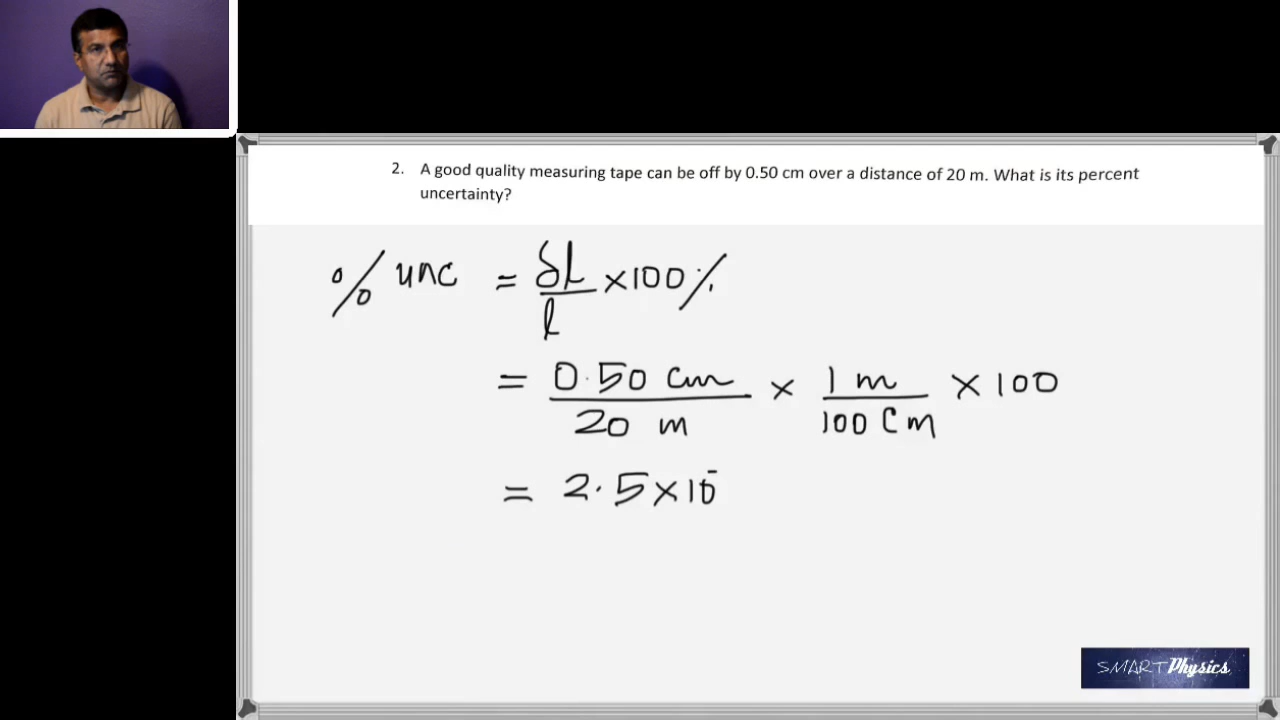 2. A good quality measuring tape can be off by 0.50 cm over a distance of 20 m. What is its percent
uncertainty?
% unc = δL/l × 100 %
= 0.50 cm/20 m × 1 m/100 cm × 100
= 2.5 × 10⁻
SMART Physics